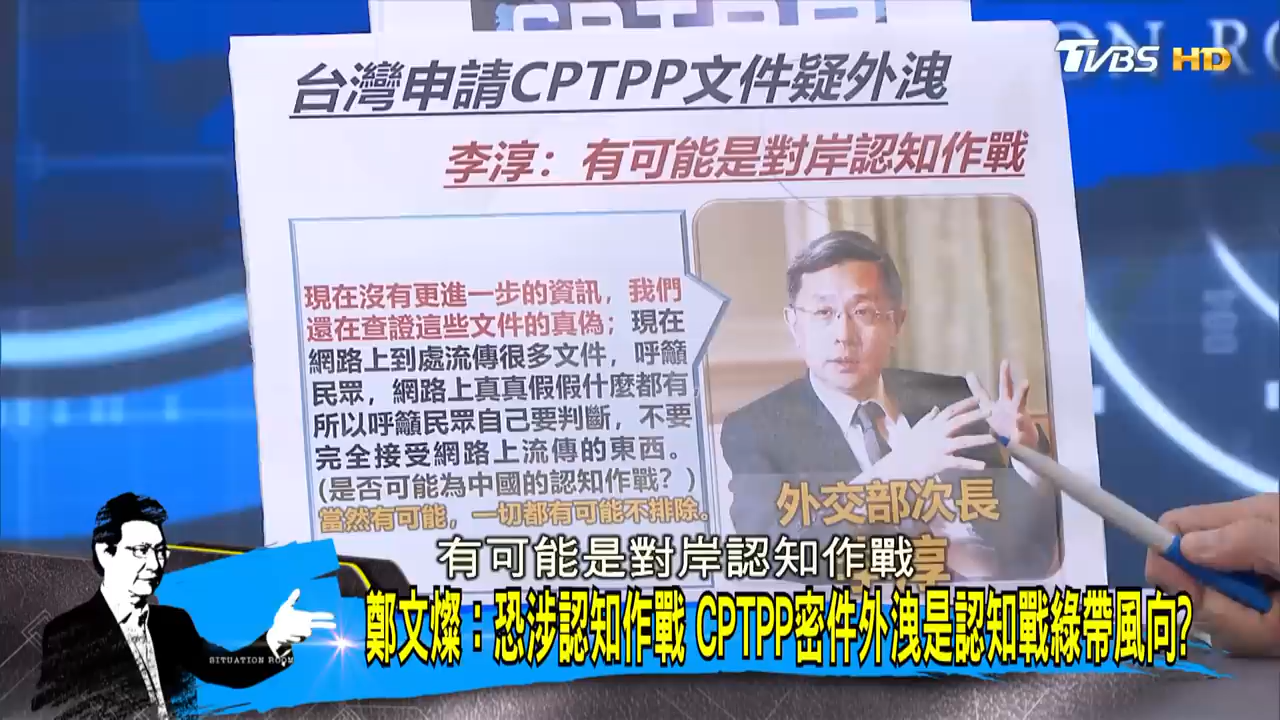 TVBS HD
台灣申請CPTPP文件疑外洩
李淳：有可能是對岸認知作戰
現在沒有更進一步的資訊，我們
還在查證這些文件的真偽；現在
網路上到處流傳很多文件，呼籲
民眾，網路上真真假假什麼都有，
所以呼籲民眾自己要判斷，不要
完全接受網路上流傳的東西。
(是否可能為中國的認知作戰？)
當然有可能，一切都有可能不排除。
外交部次長
有可能是對岸認知作戰
鄭文燦：恐涉認知作戰 CPTPP密件外洩是認知戰綠帶風向?
SITUATION ROOM